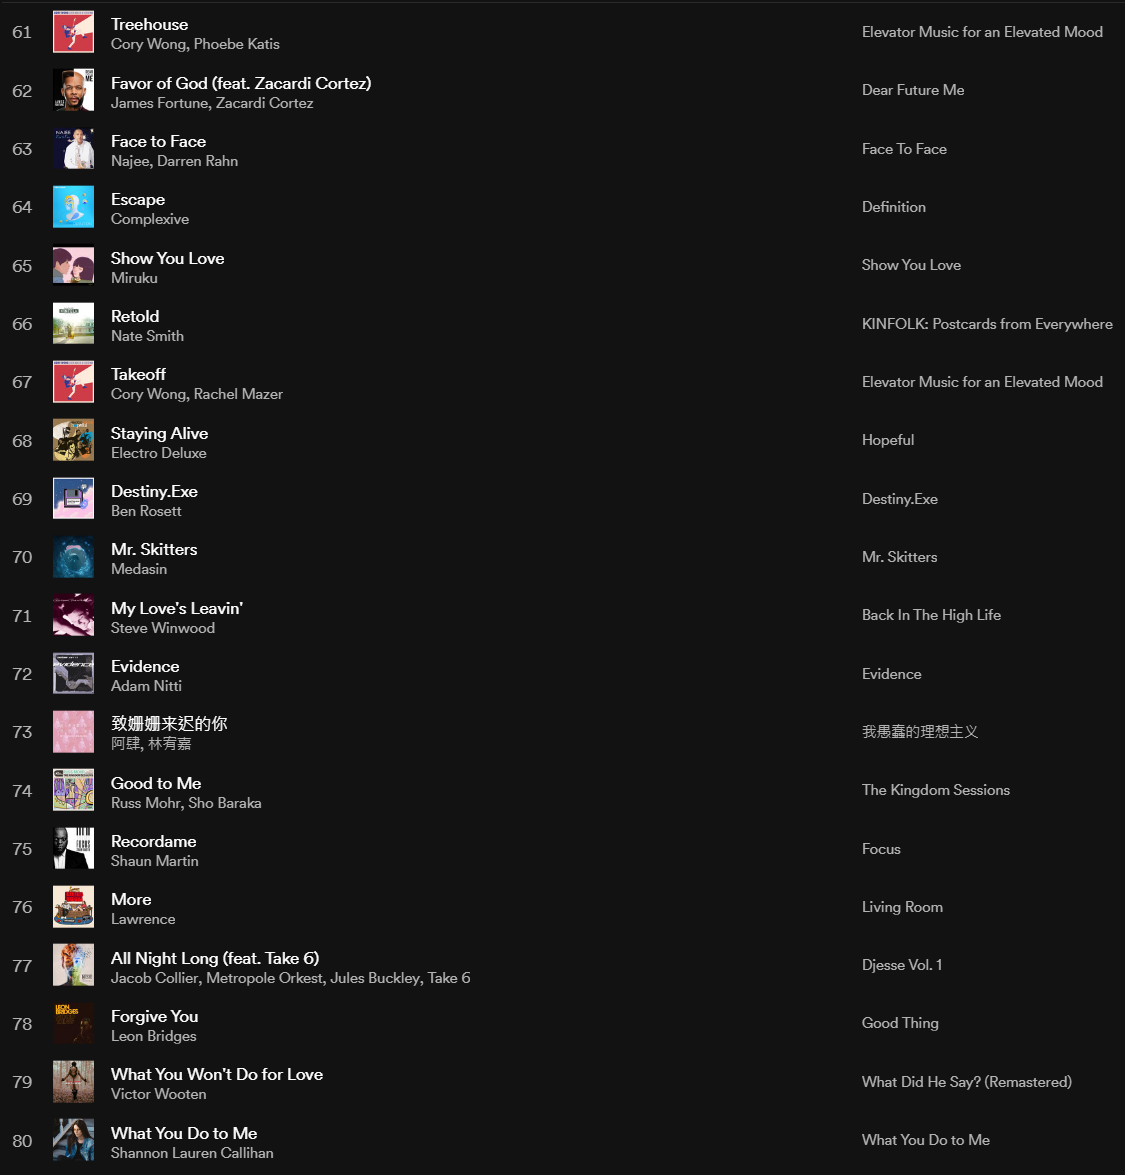 61
Treehouse
Cory Wong, Phoebe Katis
Elevator Music for an Elevated Mood
62
Favor of God (feat. Zacardi Cortez)
James Fortune, Zacardi Cortez
Dear Future Me
63
Face to Face
Najee, Darren Rahn
Face To Face
64
Escape
Complexive
Definition
65
Show You Love
Miruku
Show You Love
66
Retold
Nate Smith
KINFOLK: Postcards from Everywhere
67
Takeoff
Cory Wong, Rachel Mazer
Elevator Music for an Elevated Mood
68
Staying Alive
Electro Deluxe
Hopeful
69
Destiny.Exe
Ben Rosett
Destiny.Exe
70
Mr. Skitters
Medasin
Mr. Skitters
71
My Love's Leavin'
Steve Winwood
Back In The High Life
72
Evidence
Adam Nitti
Evidence
73
致姗姗来迟的你
阿肆, 林宥嘉
我愚蠢的理想主义
74
Good to Me
Russ Mohr, Sho Baraka
The Kingdom Sessions
75
Recordame
Shaun Martin
Focus
76
More
Lawrence
Living Room
77
All Night Long (feat. Take 6)
Jacob Collier, Metropole Orkest, Jules Buckley, Take 6
Djesse Vol. 1
78
LEON
BRIDGES
Forgive You
Leon Bridges
Good Thing
79
What You Won't Do for Love
Victor Wooten
What Did He Say? (Remastered)
80
What You Do to Me
Shannon Lauren Callihan
What You Do to Me